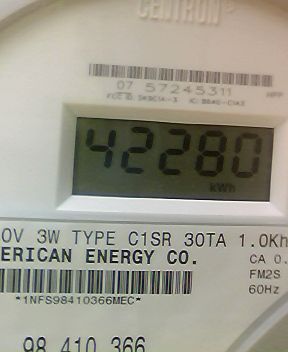 CENTRON®
07 57245311
42280
kWh
0V 3W TYPE C1SR 30TA 1.0Kh
ERICAN ENERGY CO.
CA 0.
FM2S
60Hz
*1NFS98410366MEC*
98 410 366